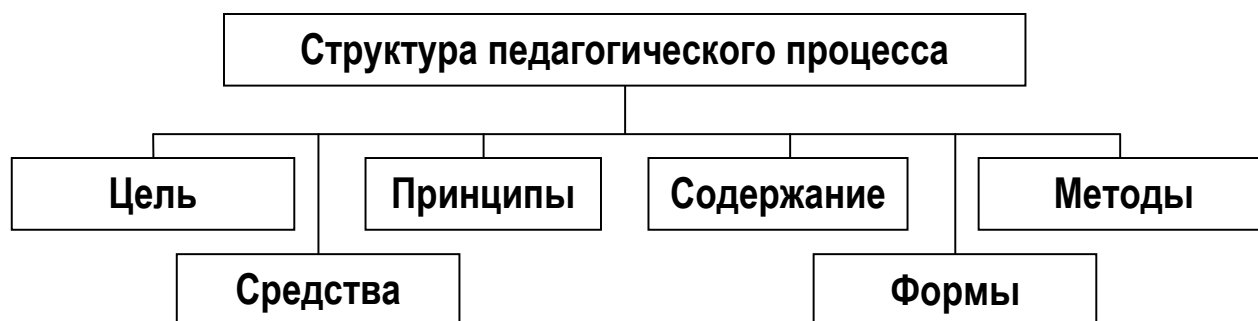 Структура педагогического процесса
Цель
Принципы
Содержание
Методы
Средства
Формы